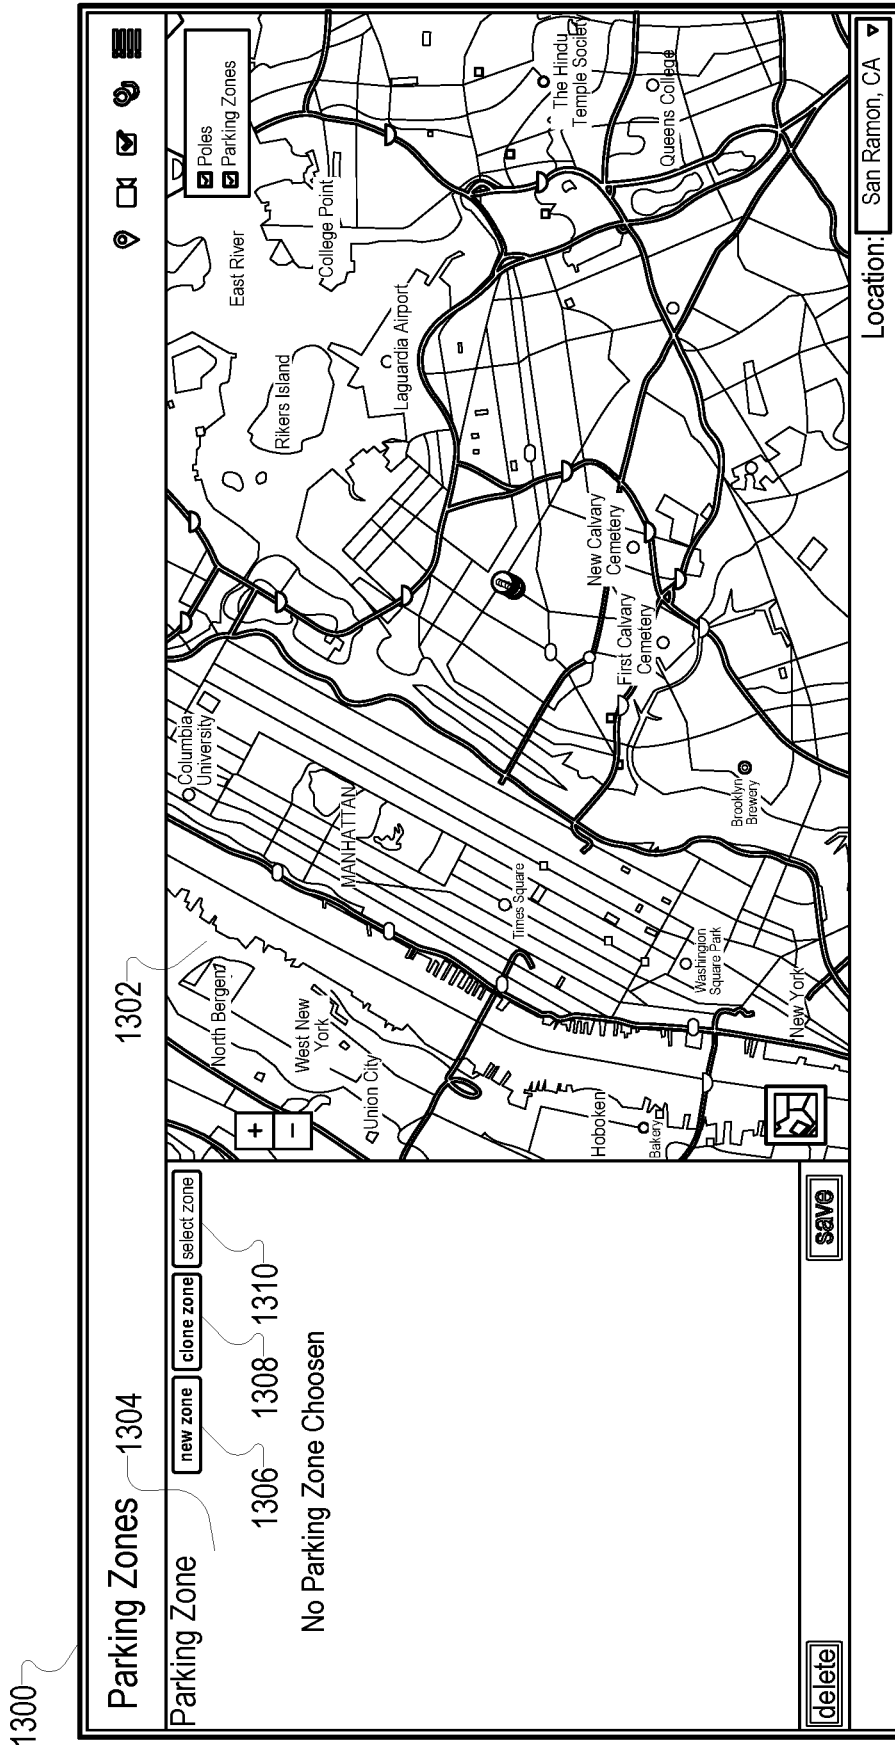 1300
Parking Zones
1304
1302
Parking Zone
new zone
clone zone
select zone
1306
1308
1310
No Parking Zone Choosen
delete
save
+
−
Poles
Parking Zones
North Bergen
West New
York
Union City
Hoboken
Bakery
Columbia
University
MANHATTAN
Times Square
Washington
Square Park
New York
Rikers Island
East River
College Point
Laguardia Airport
The Hindu
Temple Society
Queens College
New Calvary
Cemetery
First Calvary
Cemetery
Brooklyn
Brewery
Location:
San Ramon, CA